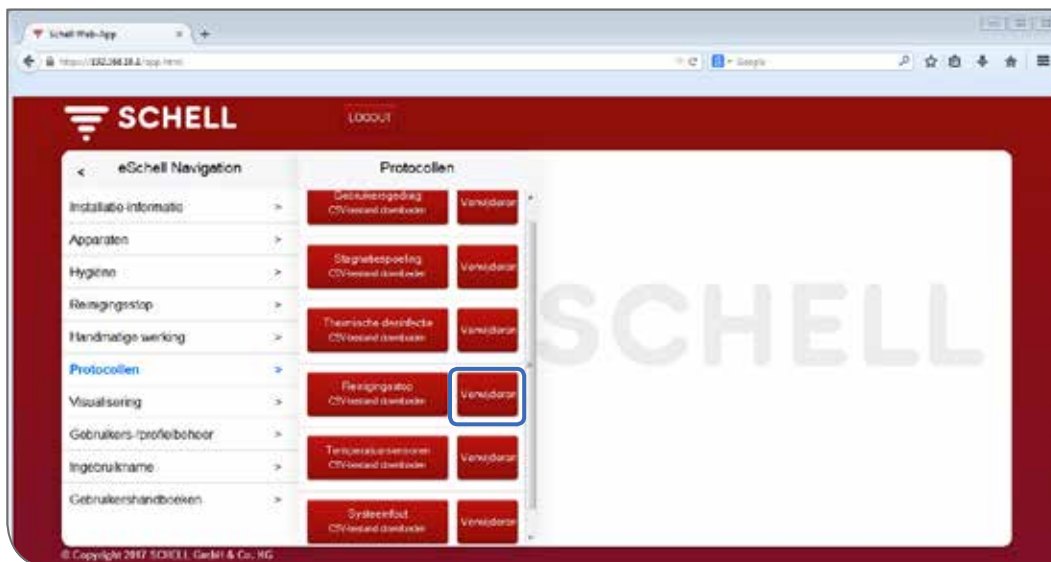 Schell Web-App
Google
SCHELL
LOGOUT
< eSchell Navigation
Protocollen
Installatie-informatie >
Apparaten >
Hygiëne >
Reinigingsstop >
Handmatige werking >
Protocollen >
Visualisering >
Gebruikers-/profielbeheer >
Ingebruikname >
Gebruikershandboeken >
Gebruikersgedrag
CSV-bestand downloaden
Verwijderen
Stagnatiespoeling
CSV-bestand downloaden
Verwijderen
Thermische desinfectie
CSV-bestand downloaden
Verwijderen
Reinigingsstop
CSV-bestand downloaden
Verwijderen
Temperatuursensoren
CSV-bestand downloaden
Verwijderen
Systeemfout
CSV-bestand downloaden
Verwijderen
SCHELL
© Copyright 2017 SCHELL GmbH & Co. KG